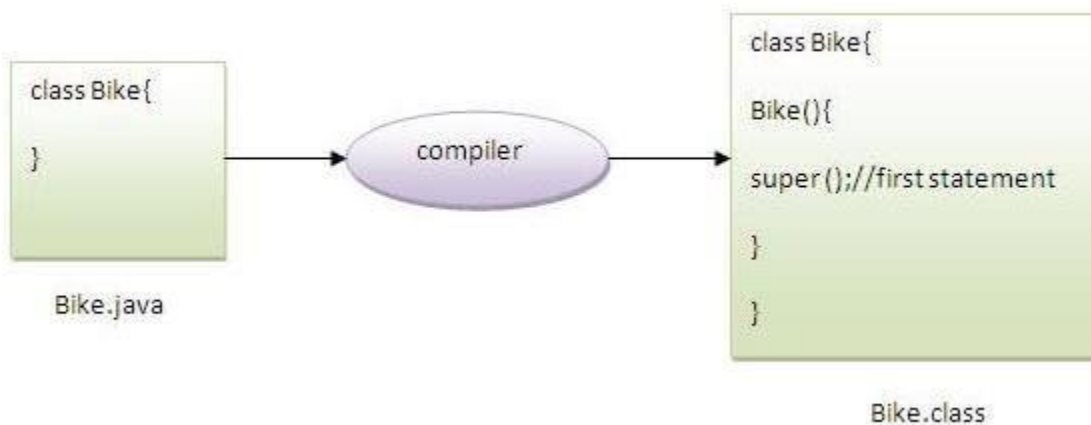 class Bike{
}
Bike.java
compiler
class Bike{
Bike(){
super();//first statement
}
}
Bike.class